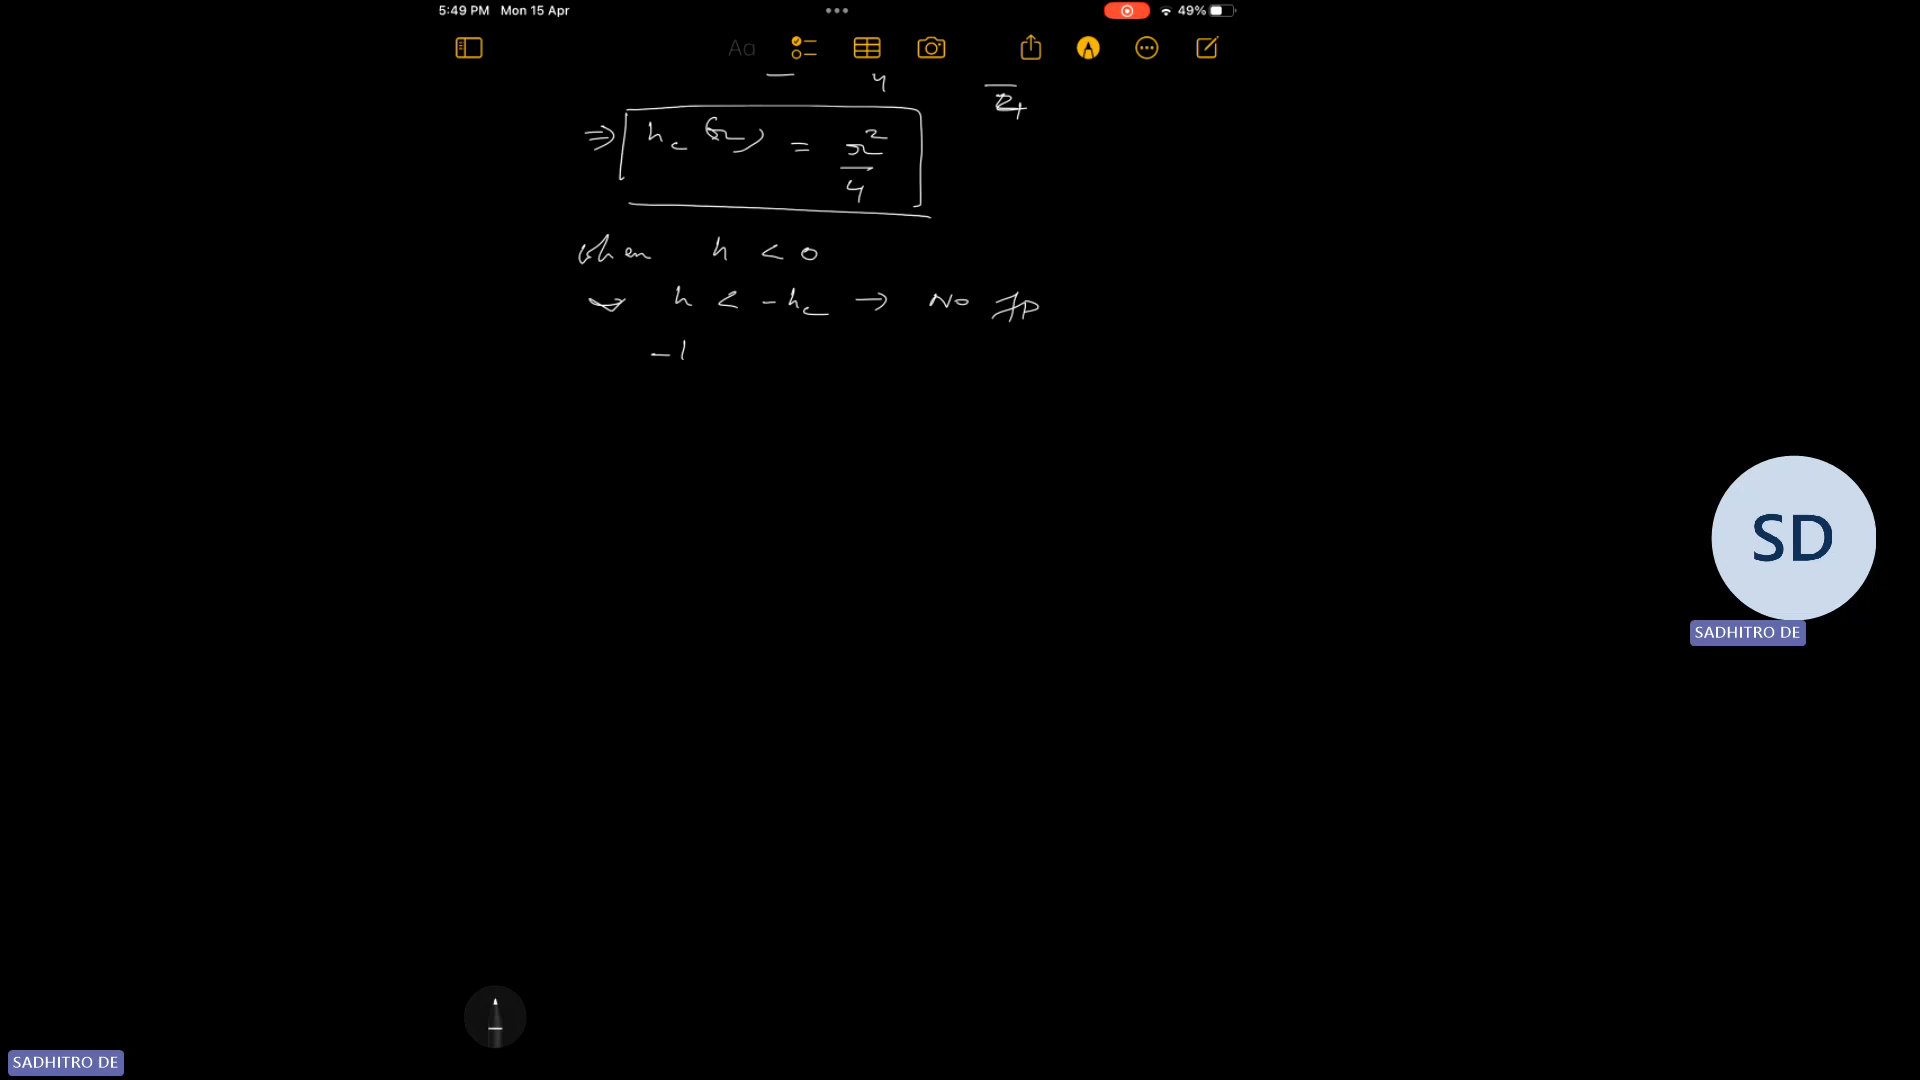 5:49 PM Mon 15 Apr
49%
Aa
4
⇒ h_c(r) = r²/4
when h < 0
h < -h_c → No fp
-1
SD
SADHITRO DE
SADHITRO DE